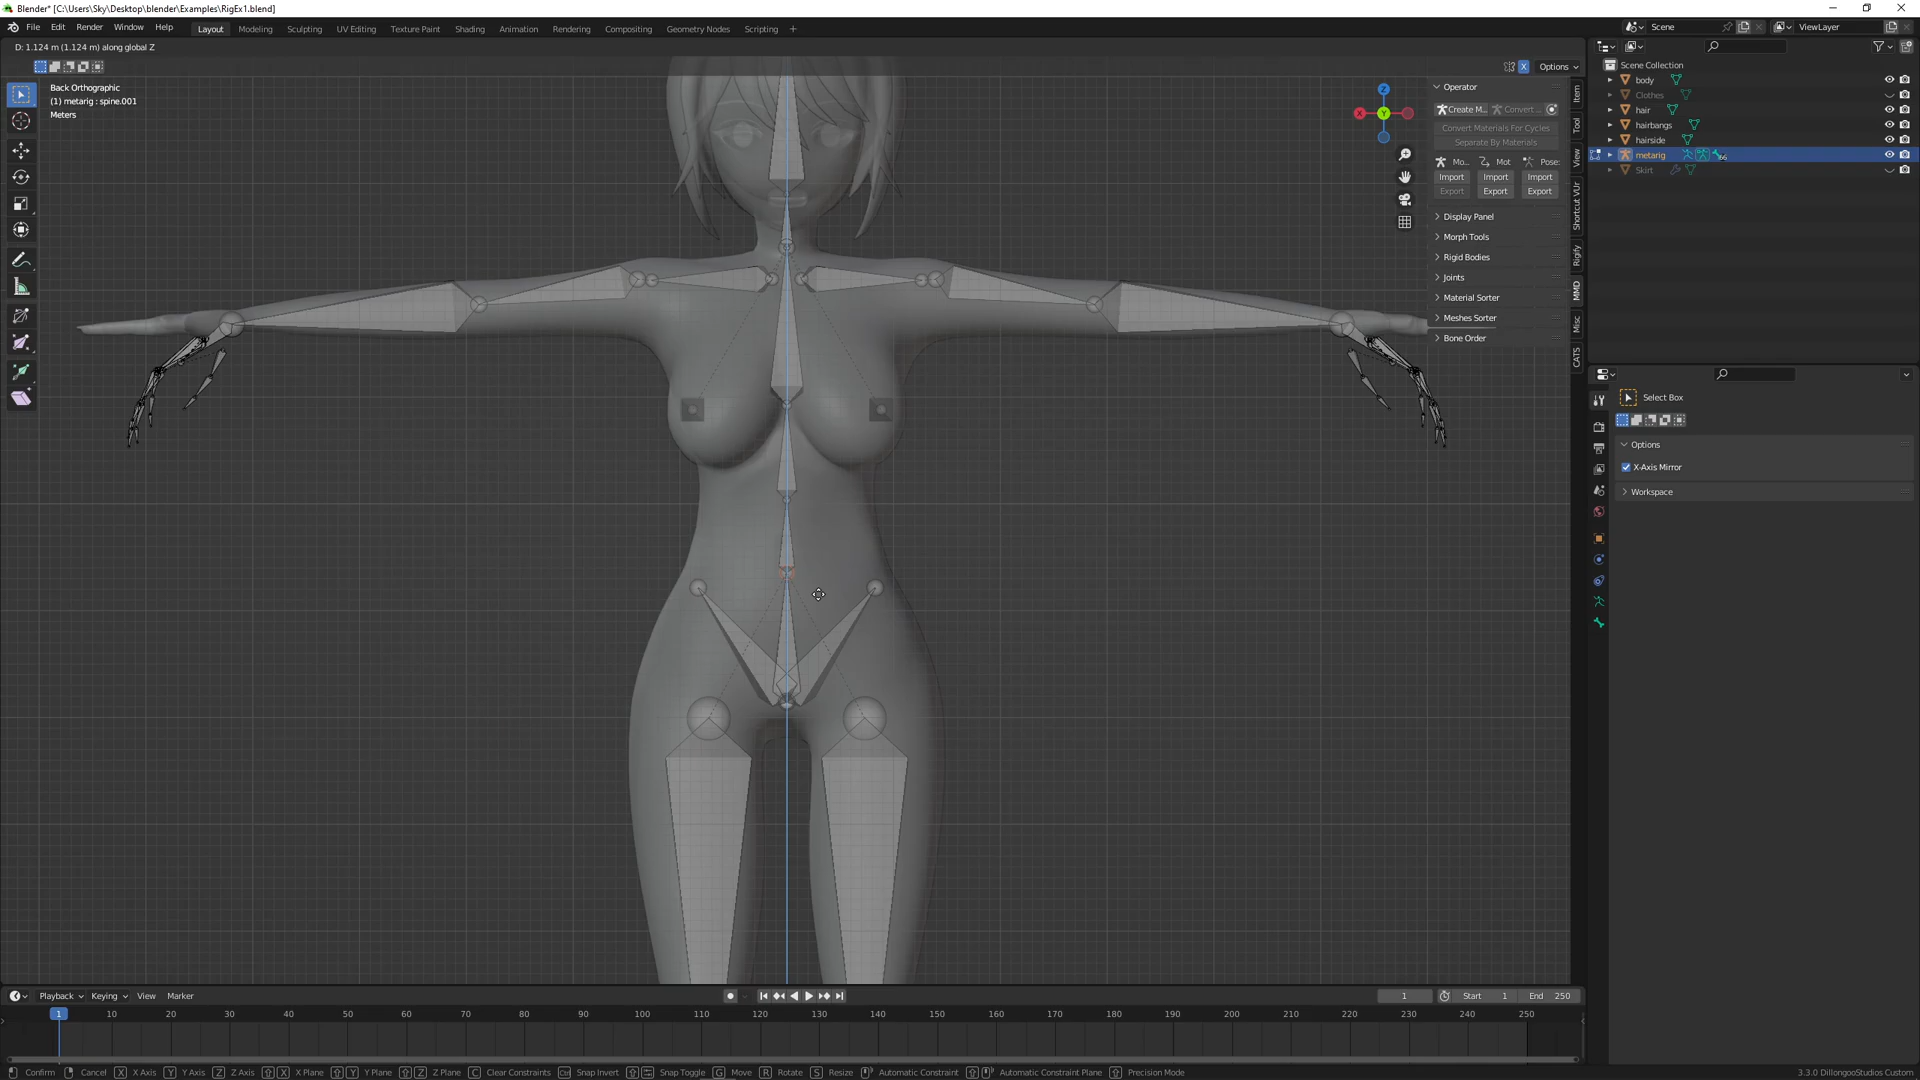 Blender* [C:\Users\Sky\Desktop\blender\Examples\RigEx1.blend]
File Edit Render Window Help Layout Modeling Sculpting UV Editing Texture Paint Shading Animation Rendering Compositing Geometry Nodes Scripting + Scene ViewLayer
D: 1.124 m (1.124 m) along global Z
X Options
Back Orthographic
(1) metarig : spine.001
Meters
Z
X
Y
Operator
Create M... Convert ...
Convert Materials For Cycles
Separate By Materials
Mo... Mot Pose:
Import Import Import
Export Export Export
Display Panel
Morph Tools
Rigid Bodies
Joints
Material Sorter
Meshes Sorter
Bone Order
Item
Tool
View
Shortcut VUr
Rigify
MMD
Misc
CATS
Scene Collection
body
Clothes
hair
hairbangs
hairside
metarig 66
Skirt
Select Box
Options
X-Axis Mirror
Workspace
Playback Keying View Marker 1 Start 1 End 250
1 10 20 30 40 50 60 70 80 90 100 110 120 130 140 150 160 170 180 190 200 210 220 230 240 250
Confirm Cancel X X Axis Y Y Axis Z Z Axis X X Plane Y Y Plane Z Z Plane C Clear Constraints Ctrl Snap Invert Snap Toggle G Move R Rotate S Resize Automatic Constraint Automatic Constraint Plane Precision Mode 3.3.0 DillongooStudios Custom